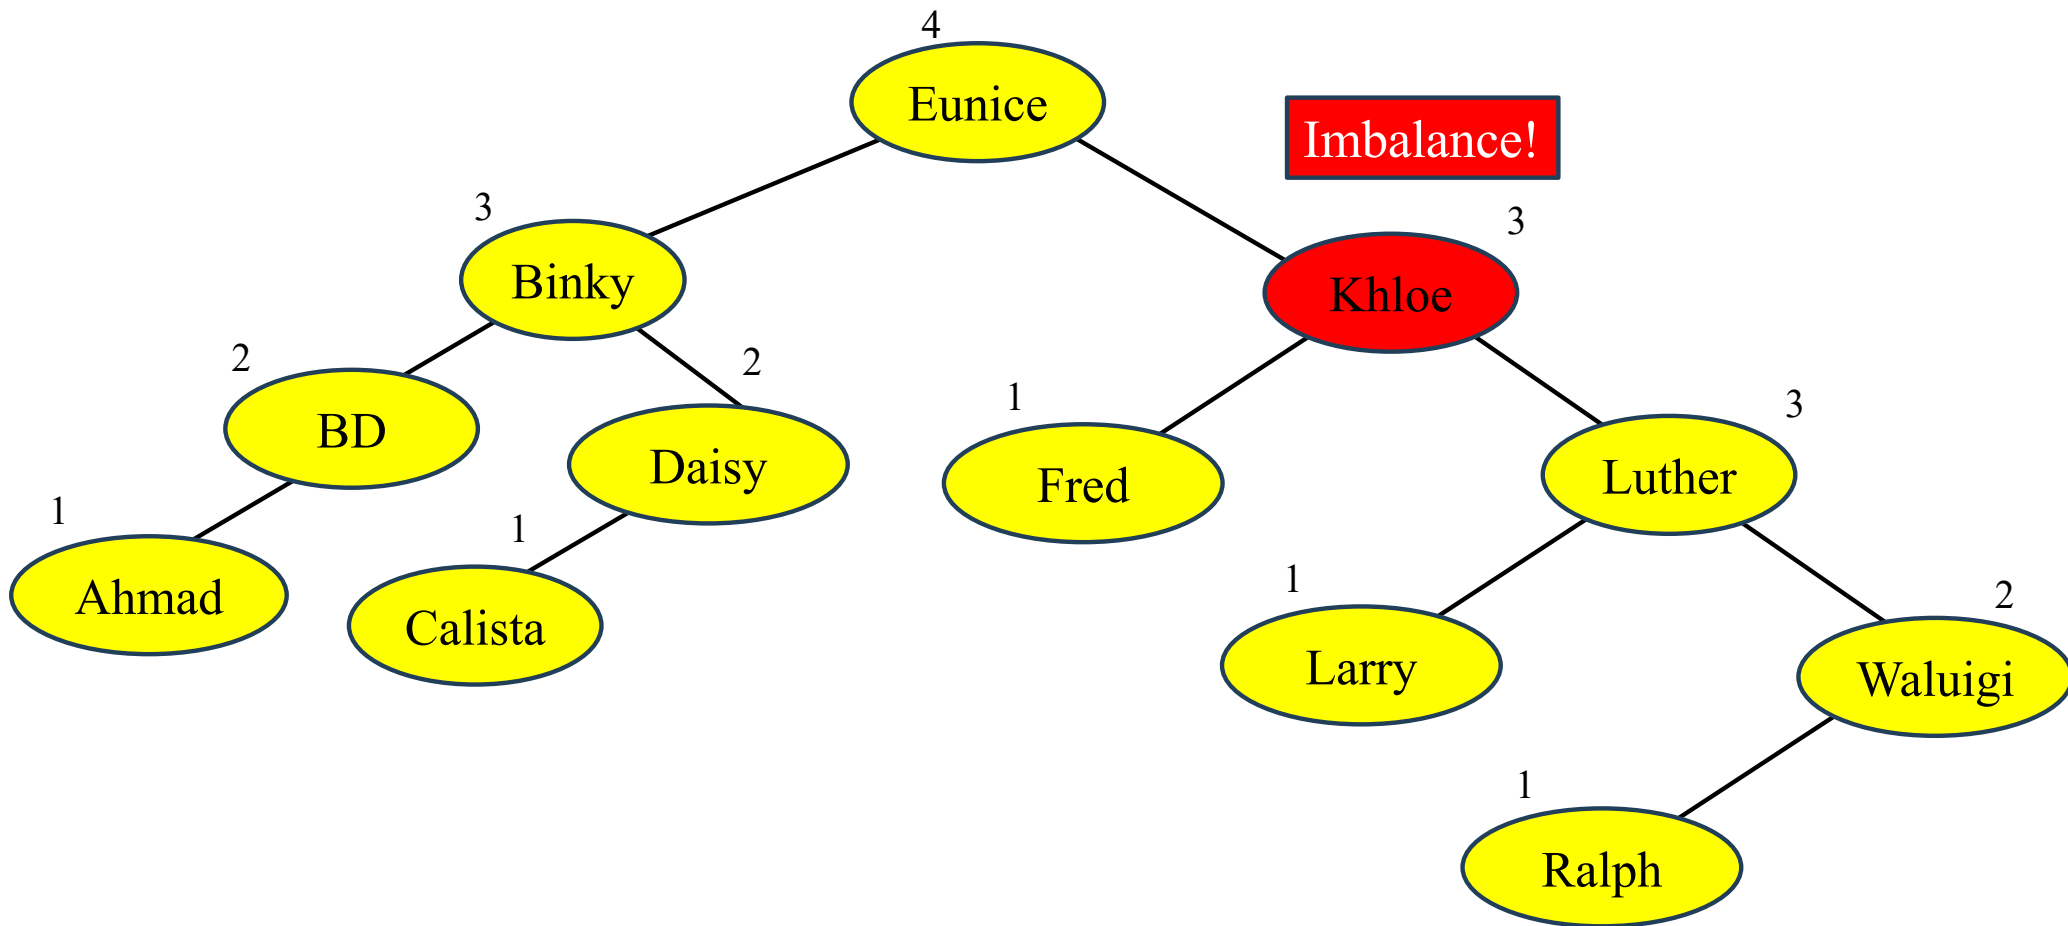 4
Eunice
Imbalance!
3
Binky
3
Khloe
2
BD
2
Daisy
1
Fred
3
Luther
1
Ahmad
1
Calista
1
Larry
2
Waluigi
1
Ralph